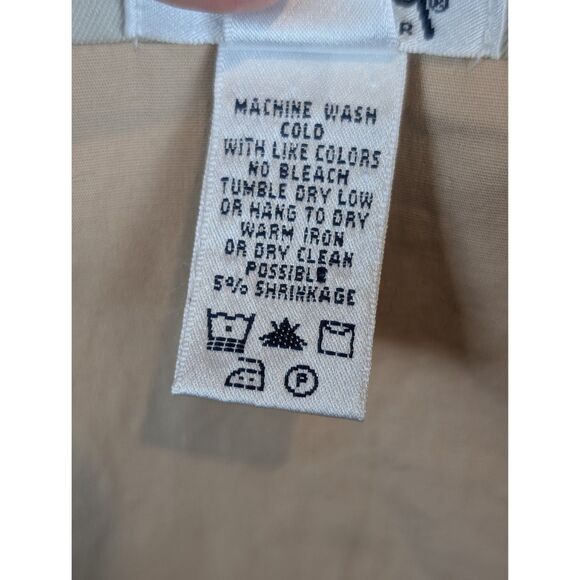 R
MACHINE WASH
COLD
WITH LIKE COLORS
NO BLEACH
TUMBLE DRY LOW
OR HANG TO DRY
WARM IRON
OR DRY CLEAN
POSSIBLE
5% SHRINKAGE
P